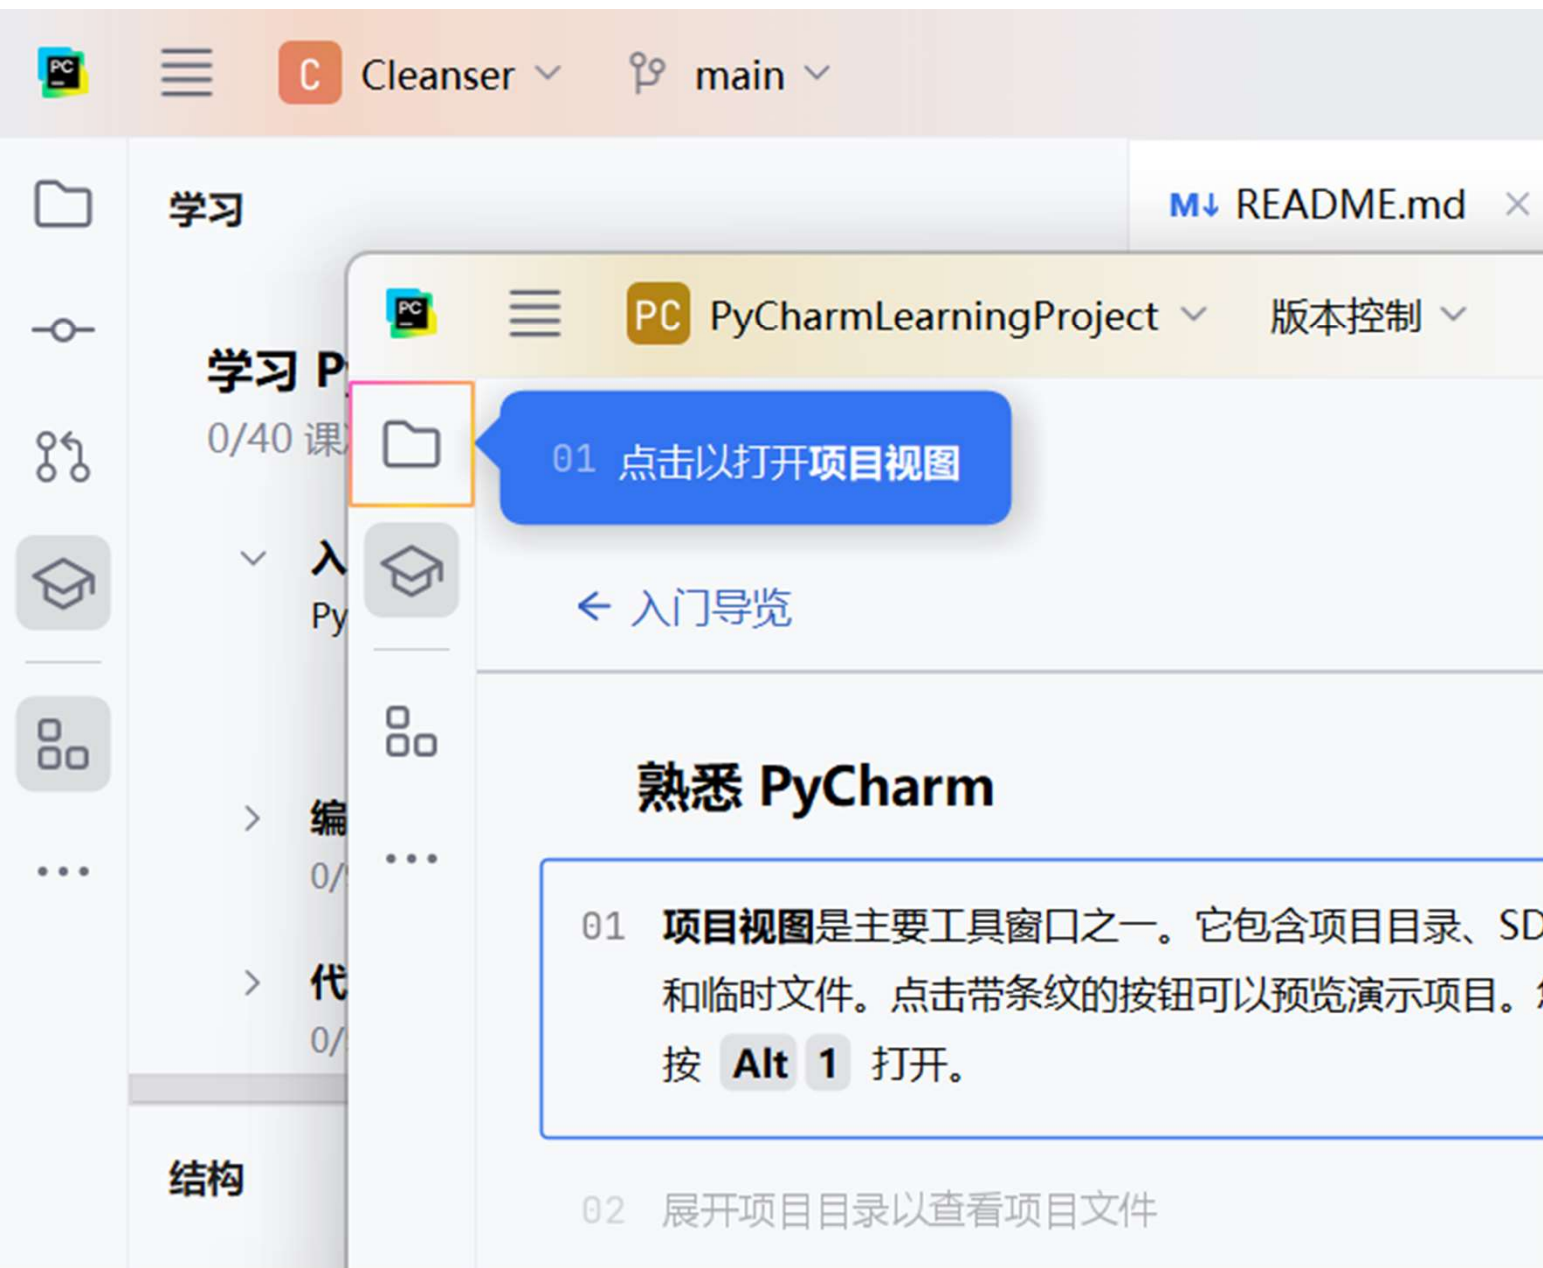 PC
C Cleanser
main
学习
README.md
学习
0/40
入
Py
编
0/
代
0/
结构
PC
PC PyCharmLearningProject
版本控制
01 点击以打开项目视图
← 入门导览
熟悉 PyCharm
01 项目视图是主要工具窗口之一。它包含项目目录、SD
和临时文件。点击带条纹的按钮可以预览演示项目。
按 Alt 1 打开。
02 展开项目目录以查看项目文件